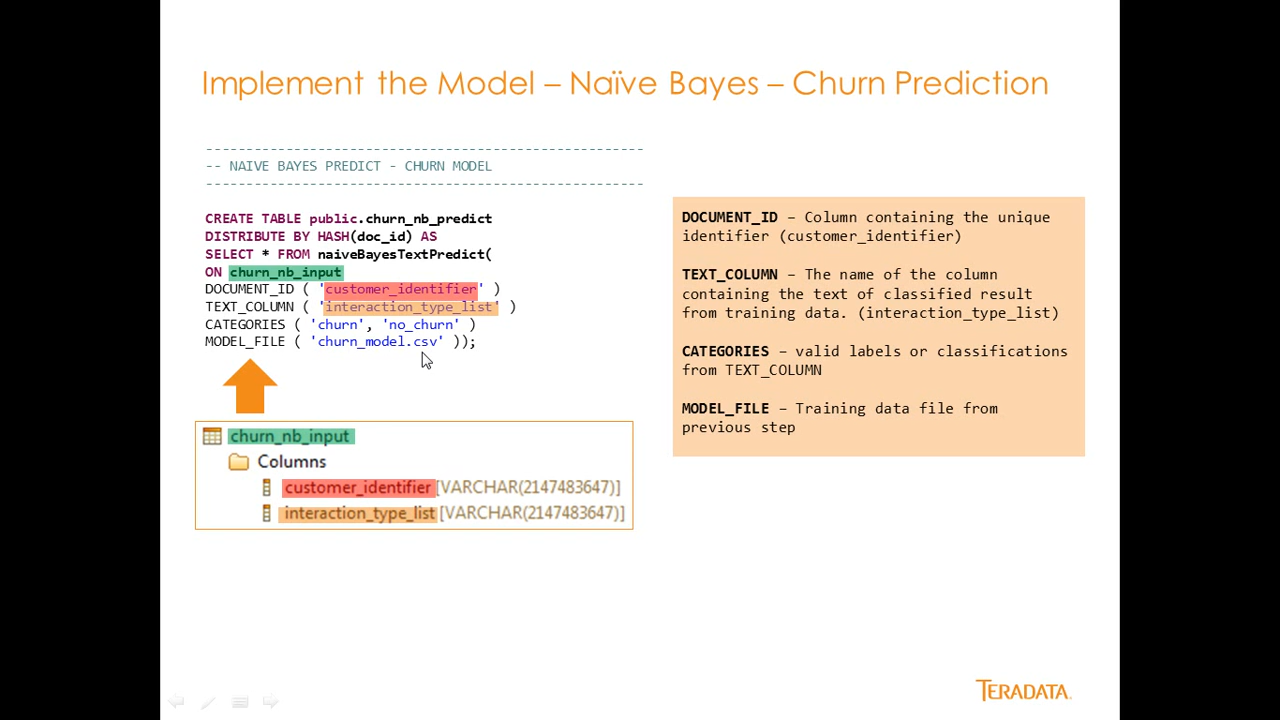 Implement the Model – Naïve Bayes – Churn Prediction
------------------------------------------------------
-- NAIVE BAYES PREDICT - CHURN MODEL
------------------------------------------------------
CREATE TABLE public.churn_nb_predict
DISTRIBUTE BY HASH(doc_id) AS
SELECT * FROM naiveBayesTextPredict(
ON churn_nb_input
DOCUMENT_ID ( 'customer_identifier' )
TEXT_COLUMN ( 'interaction_type_list' )
CATEGORIES ( 'churn', 'no_churn' )
MODEL_FILE ( 'churn_model.csv' ));
churn_nb_input
Columns
customer_identifier [VARCHAR(2147483647)]
interaction_type_list [VARCHAR(2147483647)]
DOCUMENT_ID – Column containing the unique
identifier (customer_identifier)
TEXT_COLUMN – The name of the column
containing the text of classified result
from training data. (interaction_type_list)
CATEGORIES – valid labels or classifications
from TEXT_COLUMN
MODEL_FILE – Training data file from
previous step
TERADATA.